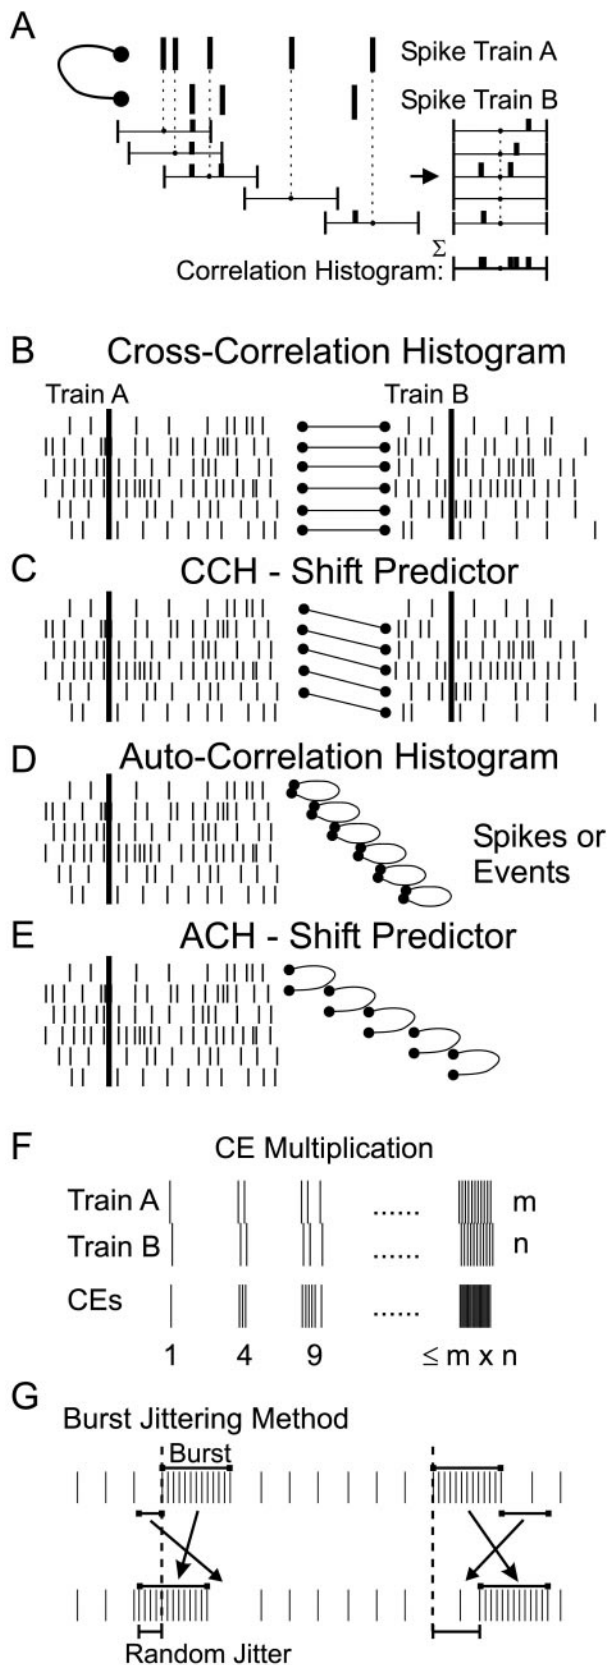 A
Spike Train A
Spike Train B
Σ
Correlation Histogram:
B Cross-Correlation Histogram
Train A Train B
C CCH - Shift Predictor
D Auto-Correlation Histogram
Spikes or
Events
E ACH - Shift Predictor
F CE Multiplication
Train A ...... m
Train B ...... n
CEs ......
1 4 9 ≤ m x n
G
Burst Jittering Method
Burst
Random Jitter